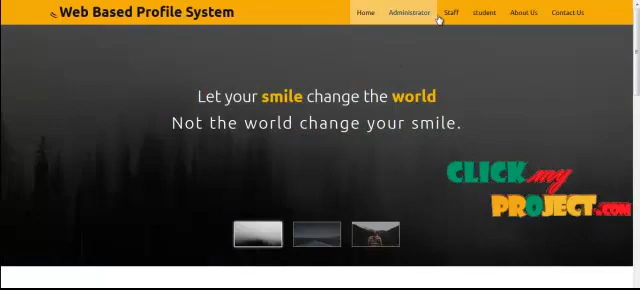 Web Based Profile System
Home Administrator Staff student About Us Contact Us
Let your smile change the world
Not the world change your smile.
CLICK my
PROJECT.COM